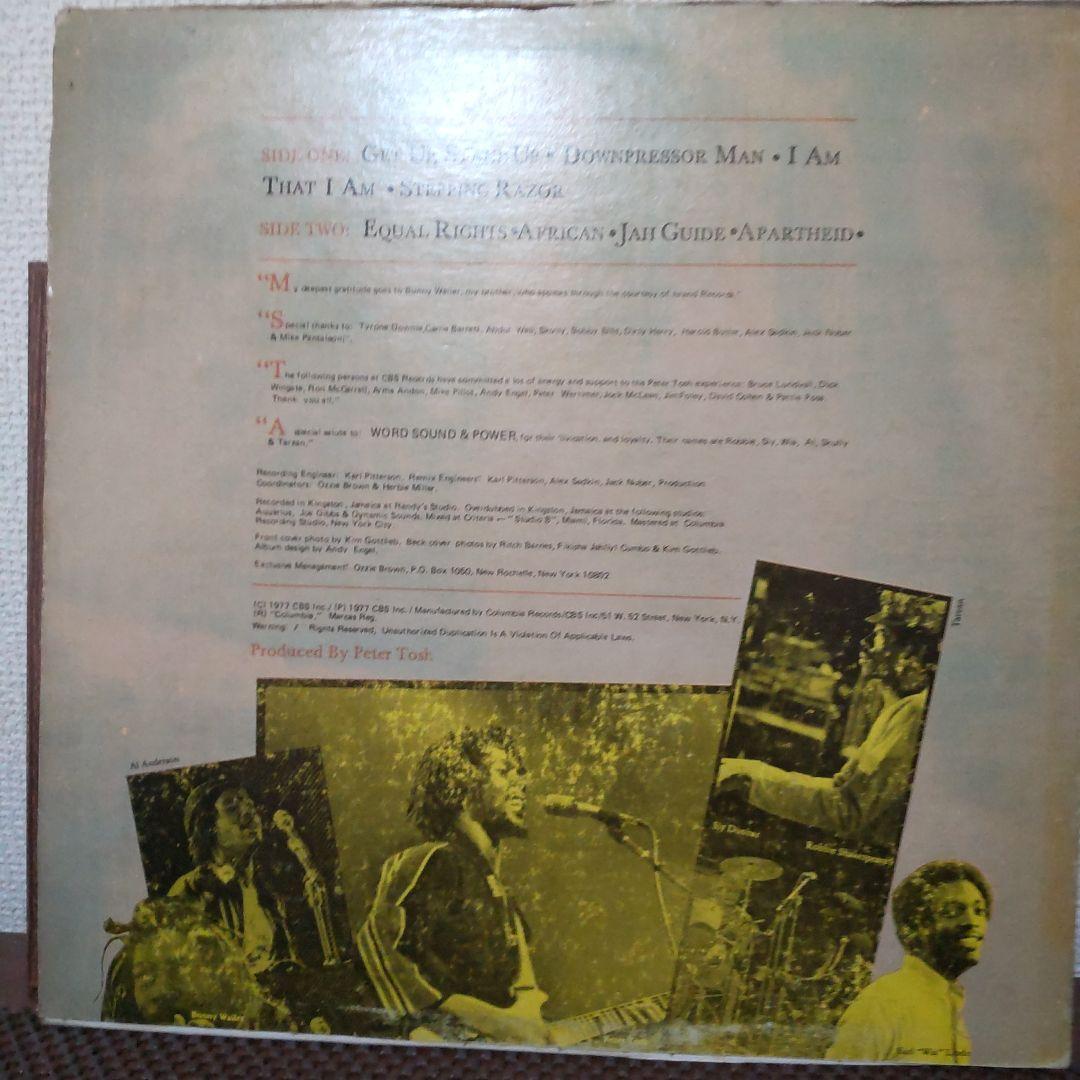 SIDE ONE: GET UP STAND UP • DOWNPRESSOR MAN • I AM
THAT I AM • STEPPING RAZOR
SIDE TWO: EQUAL RIGHTS • AFRICAN • JAH GUIDE • APARTHEID •
“My deepest gratitude goes to Bunny Wailer, my brother, who appears through the courtesy of Island Records.”
“Special thanks to: Tyrone Downie, Carlie Barrett, Abdul Wali, Skully, Bobby Ellis, Dirty Harry, Harold Butler, Alex Sadkin, Jack Nuber
& Mike
“The following persons at CBS Records have committed a lot of energy and support to the Peter Tosh experience: Bruce Lundvall, Dick
Wingate, Ron McCarrell, Arma Andon, Mike Pillot, Andy Engel, Peter Jock McLean, Jim Foley, David Cohen &
Thank you all.”
“A special salute to: WORD SOUND & POWER, for their and loyalty. Their names are Robbie, Sly, Wia, Al, Skully
& Tarzan.”
Recording Engineer: Karl Pitterson, Remix Engineers: Karl Pitterson, Alex Sadkin, Jack Nuber, Production
Coordinators: Ozzie Brown & Herbie Miller.
Recorded in Kingston, Jamaica at Randy's Studio. Overdubbed in Kingston, Jamaica at the following studios:
Aquarius, Joe Gibbs & Dynamic Sounds. Mixed at Criteria — “Studio B”, Miami, Florida. Mastered at Columbia
Recording Studio, New York City.
Front cover photo by Kim Gottlieb. Back cover photos by Ritch Barnes, Fikisha Cumbo & Kim Gottlieb.
Album design by Andy Engel.
Exclusive Management: Ozzie Brown, P.O. Box 1050, New Rochelle, New York 10802
(C) 1977 CBS Inc./ (P) 1977 CBS Inc./ Manufactured by Columbia Records/CBS Inc/51 W. 52 Street, New York, N.Y.
(R) “Columbia,” Marcas Reg.
Warning: / Rights Reserved, Unauthorized Duplication Is A Violation Of Applicable Laws.
Produced By Peter Tosh
Tarzan
Al Anderson
Sly Dunbar
Robbie Shakespeare
Bunny Wailer
Earl "Wia" Lindo